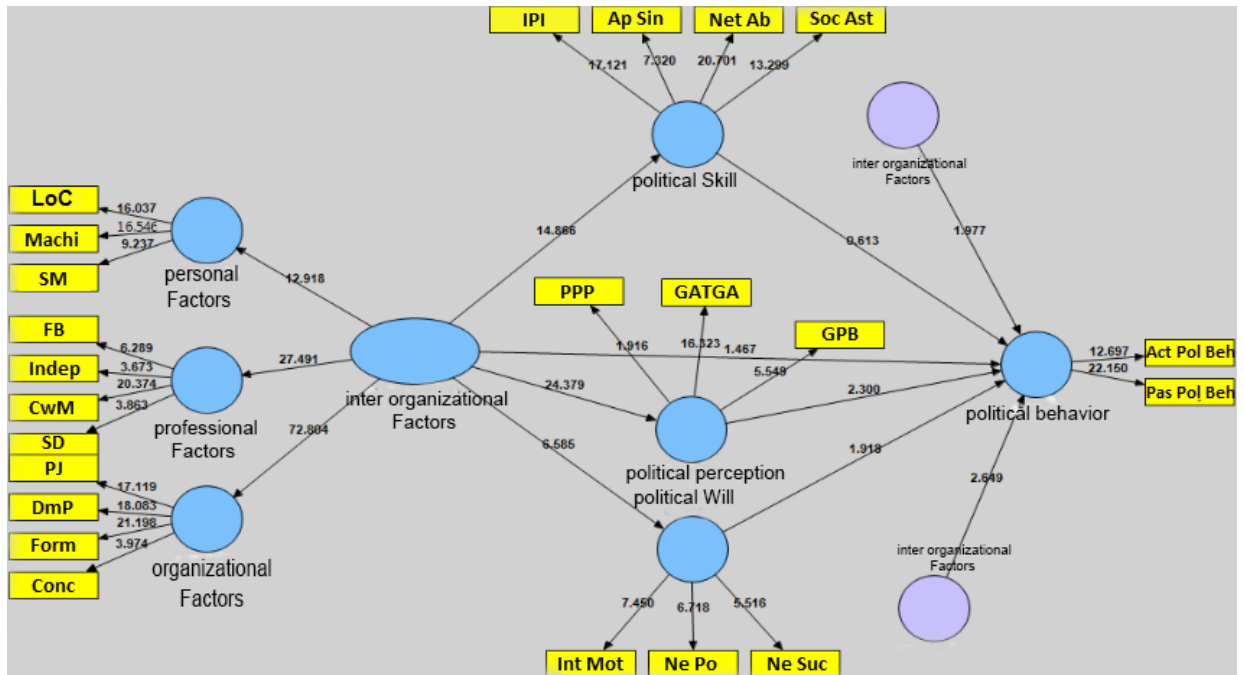 IPI
Ap Sin
Net Ab
Soc Ast
17.121
7.320
20.701
13.299
political Skill
inter organizational
Factors
LoC
Machi
SM
16.037
16.546
9.237
personal
Factors
12.918
14.866
0.613
1.977
PPP
GATGA
GPB
1.916
16.323
5.549
FB
Indep
CwM
SD
6.289
3.673
20.374
3.863
professional
Factors
27.491
inter organizational
Factors
24.379
1.467
2.300
political behavior
12.697
22.150
Act Pol Beh
Pas Pol Beh
PJ
DmP
Form
Conc
17.119
18.083
21.198
3.974
organizational
Factors
72.804
6.585
political perception
political Will
1.918
2.649
inter organizational
Factors
7.450
6.718
5.516
Int Mot
Ne Po
Ne Suc